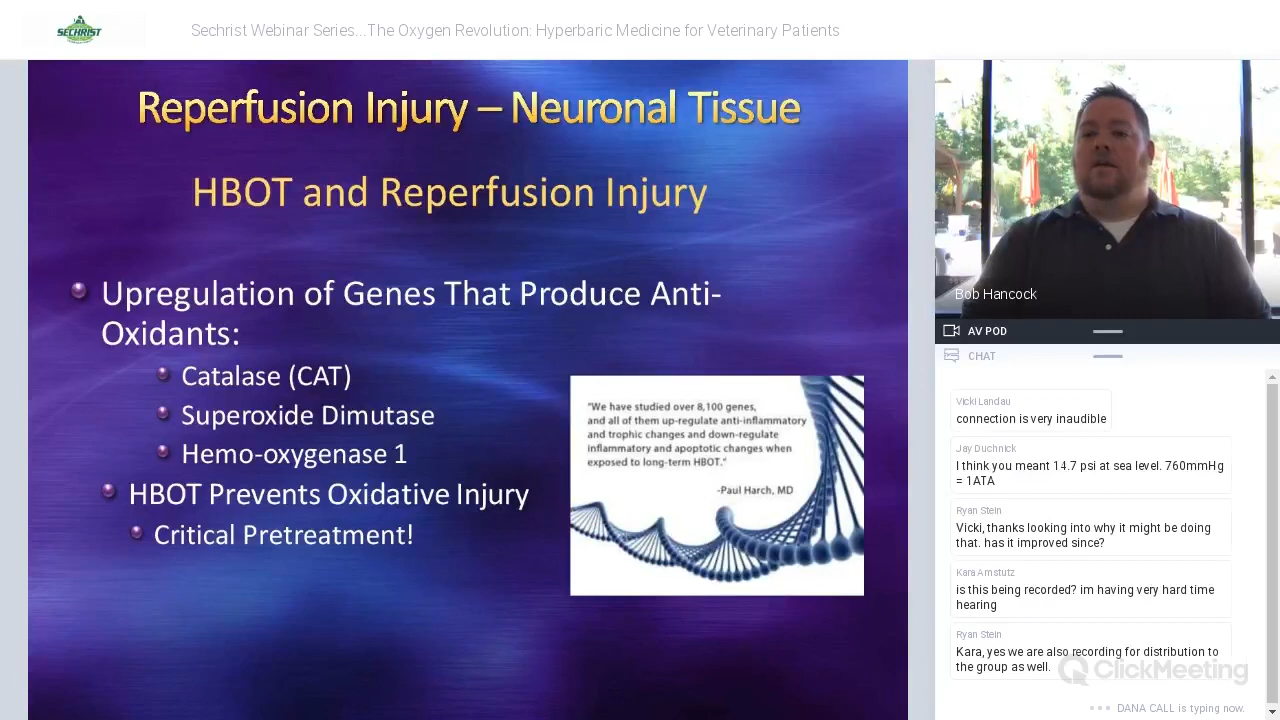 SECHRIST
Sechrist Webinar Series...The Oxygen Revolution: Hyperbaric Medicine for Veterinary Patients
Reperfusion Injury – Neuronal Tissue
HBOT and Reperfusion Injury
Upregulation of Genes That Produce Anti-
Oxidants:
Catalase (CAT)
Superoxide Dimutase
Hemo-oxygenase 1
HBOT Prevents Oxidative Injury
Critical Pretreatment!
"We have studied over 8,100 genes,
and all of them up-regulate anti-inflammatory
and trophic changes and down-regulate
inflammatory and apoptotic changes when
exposed to long-term HBOT."
-Paul Harch, MD
Bob Hancock
AV POD
CHAT
Vicki Landau
connection is very inaudible
Jay Duchnick
I think you meant 14.7 psi at sea level. 760mmHg
= 1ATA
Ryan Stein
Vicki, thanks looking into why it might be doing
that. has it improved since?
Kara Amstutz
is this being recorded? im having very hard time
hearing
Ryan Stein
Kara, yes we are also recording for distribution to
the group as well.
ClickMeeting
DANA CALL is typing now.